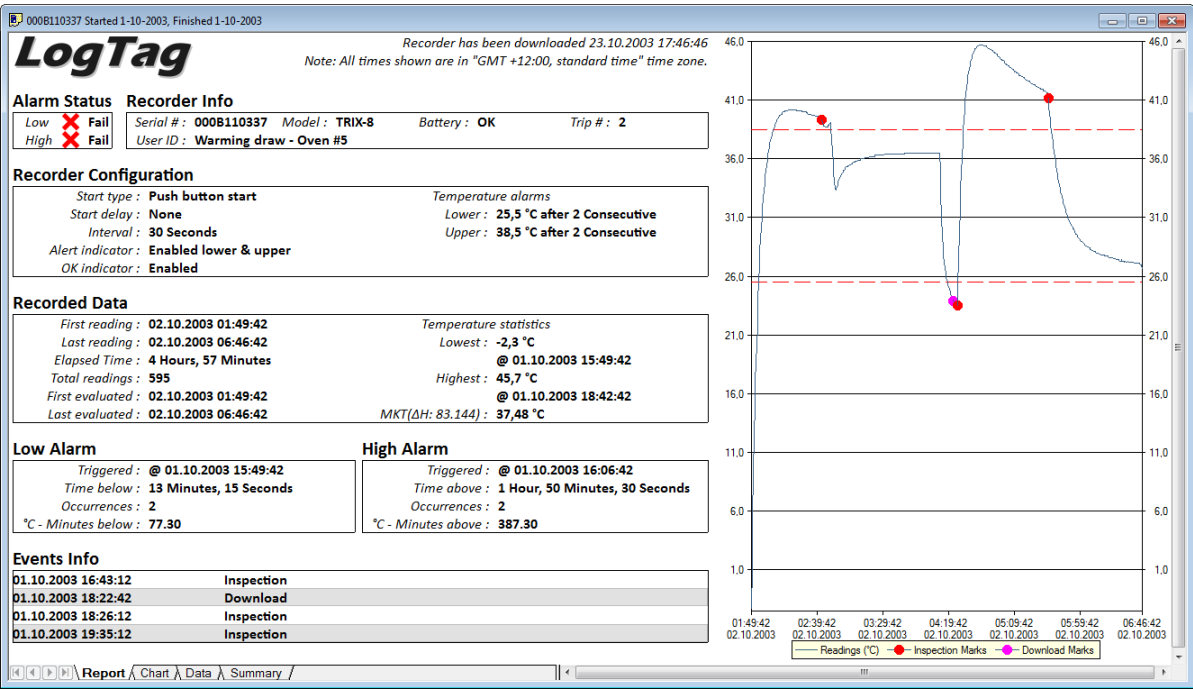 000B110337 Started 1-10-2003, Finished 1-10-2003
LogTag
Recorder has been downloaded 23.10.2003 17:46:46
Note: All times shown are in "GMT +12:00, standard time" time zone.
Alarm Status Recorder Info
Low Fail Serial # : 000B110337 Model : TRIX-8 Battery : OK Trip # : 2
High Fail User ID : Warming draw - Oven #5
Recorder Configuration
Start type : Push button start Temperature alarms
Start delay : None Lower : 25,5 °C after 2 Consecutive
Interval : 30 Seconds Upper : 38,5 °C after 2 Consecutive
Alert indicator : Enabled lower & upper
OK indicator : Enabled
Recorded Data
First reading : 02.10.2003 01:49:42 Temperature statistics
Last reading : 02.10.2003 06:46:42 Lowest : -2,3 °C
Elapsed Time : 4 Hours, 57 Minutes @ 01.10.2003 15:49:42
Total readings : 595 Highest : 45,7 °C
First evaluated : 02.10.2003 01:49:42 @ 01.10.2003 18:42:42
Last evaluated : 02.10.2003 06:46:42 MKT(ΔH: 83.144) : 37,48 °C
Low Alarm High Alarm
Triggered : @ 01.10.2003 15:49:42 Triggered : @ 01.10.2003 16:06:42
Time below : 13 Minutes, 15 Seconds Time above : 1 Hour, 50 Minutes, 30 Seconds
Occurrences : 2 Occurrences : 2
°C - Minutes below : 77.30 °C - Minutes above : 387.30
Events Info
01.10.2003 16:43:12 Inspection
01.10.2003 18:22:42 Download
01.10.2003 18:26:12 Inspection
01.10.2003 19:35:12 Inspection
Report Chart Data Summary
46,0 46,0
41,0 41,0
36,0 36,0
31,0 31,0
26,0 26,0
21,0 21,0
16,0 16,0
11,0 11,0
6,0 6,0
1,0 1,0
01:49:42 02:39:42 03:29:42 04:19:42 05:09:42 05:59:42 06:46:42
02.10.2003 02.10.2003 02.10.2003 02.10.2003 02.10.2003 02.10.2003 02.10.2003
Readings (°C) Inspection Marks Download Marks